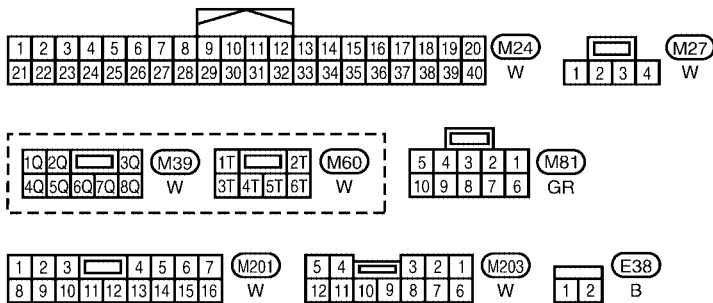 1 2 3 4 5 6 7 8 9 10 11 12 13 14 15 16 17 18 19 20 M24
21 22 23 24 25 26 27 28 29 30 31 32 33 34 35 36 37 38 39 40 W
M27
1 2 3 4 W
1Q 2Q 3Q M39
4Q 5Q 6Q 7Q 8Q W
1T 2T M60
3T 4T 5T 6T W
5 4 3 2 1 M81
10 9 8 7 6 GR
1 2 3 4 5 6 7 M201
8 9 10 11 12 13 14 15 16 W
5 4 3 2 1 M203
12 11 10 9 8 7 6 W
E38
1 2 B